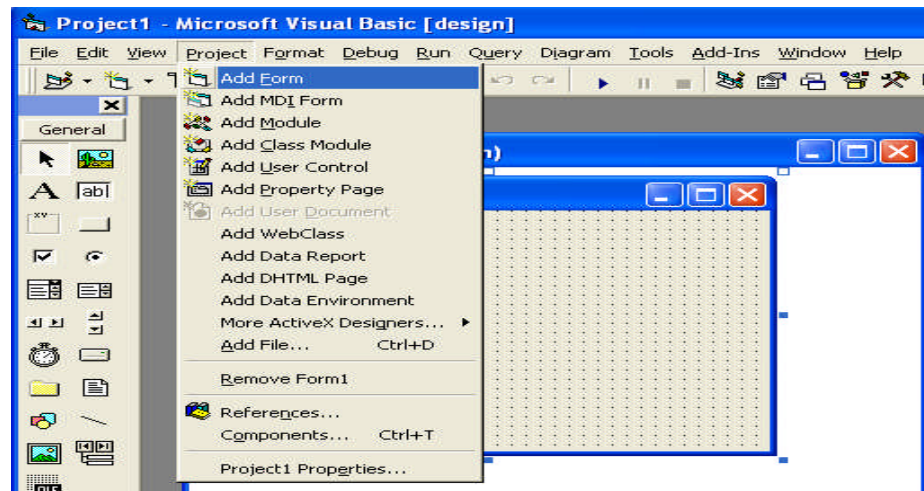 Project1 - Microsoft Visual Basic [design]
File Edit View Project Format Debug Run Query Diagram Tools Add-Ins Window Help
Add Form
Add MDI Form
Add Module
General
Add Class Module
Add User Control
Add Property Page
A ab
Add User Document
xy
Add WebClass
Add Data Report
Add DHTML Page
Add Data Environment
More ActiveX Designers...
Add File... Ctrl+D
Remove Form1
References...
Components... Ctrl+T
Project1 Properties...